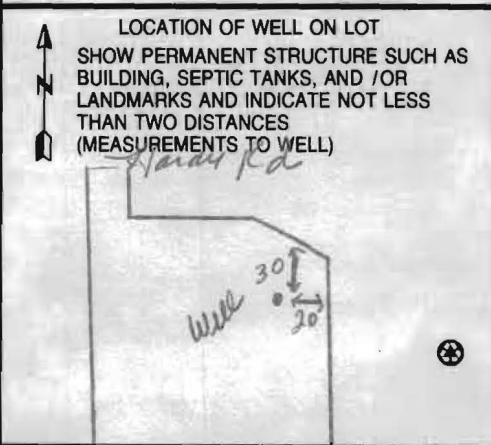 LOCATION OF WELL ON LOT
N
SHOW PERMANENT STRUCTURE SUCH AS
BUILDING, SEPTIC TANKS, AND /OR
LANDMARKS AND INDICATE NOT LESS
THAN TWO DISTANCES
(MEASUREMENTS TO WELL)
Rd
30
Well
20